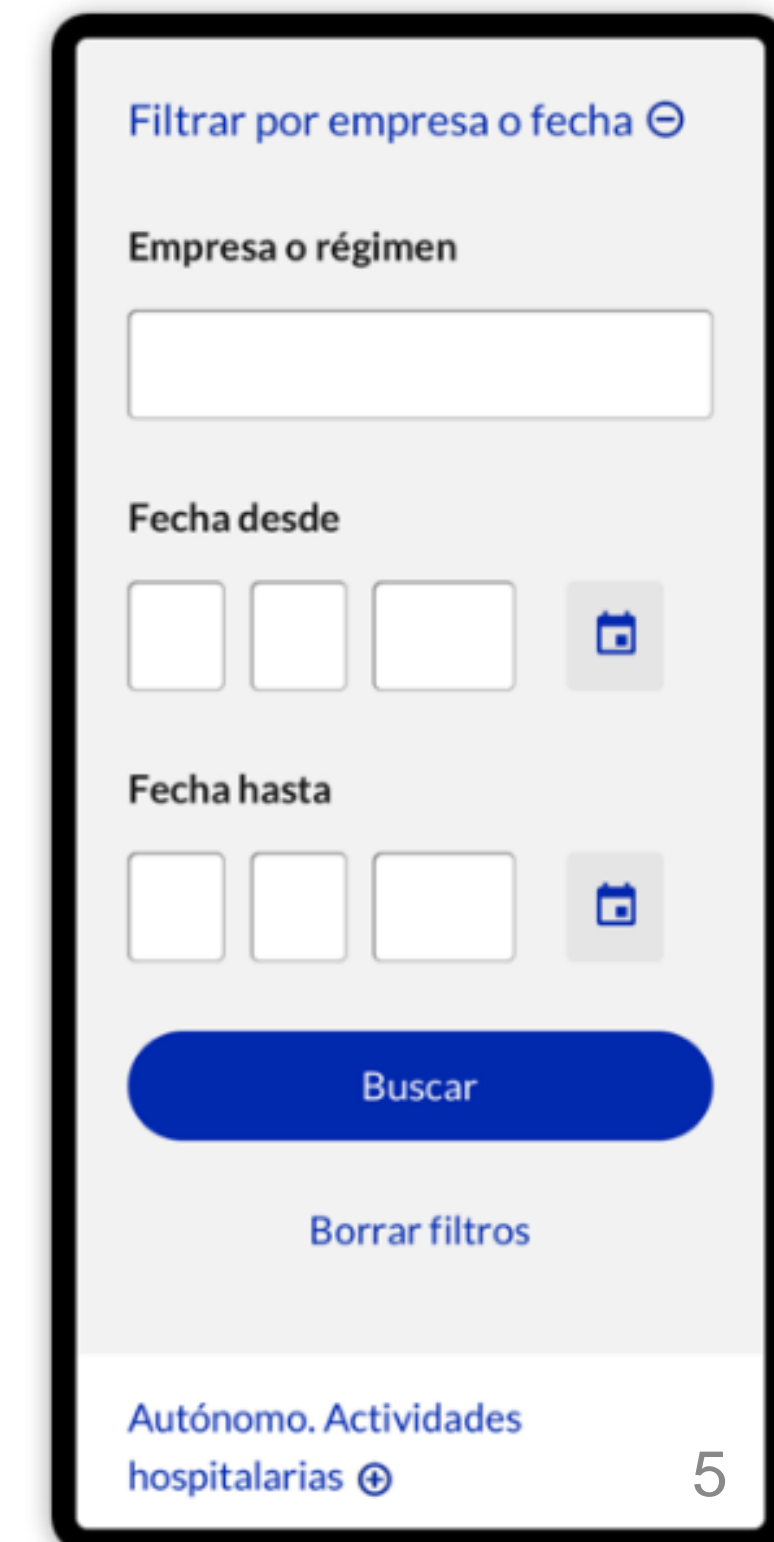 Filtrar por empresa o fecha
Empresa o régimen
Fecha desde
Fecha hasta
Buscar
Borrar filtros
Autónomo. Actividades
hospitalarias
5